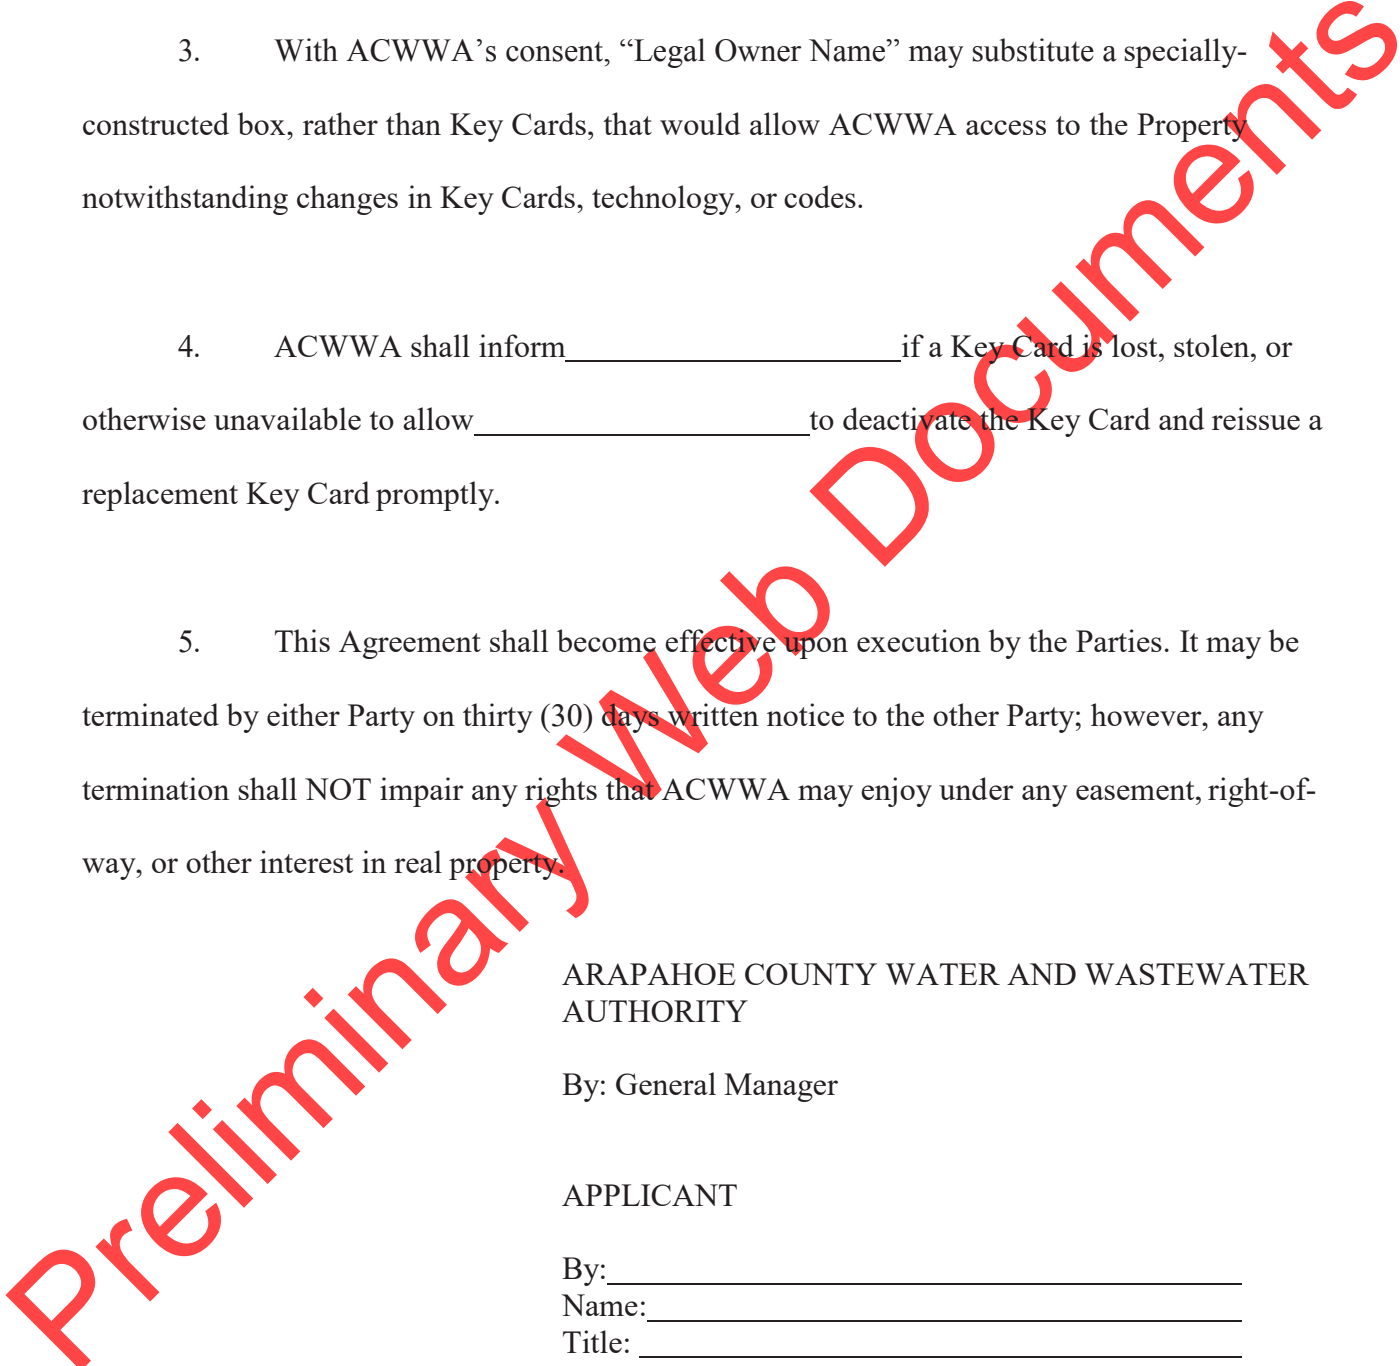 3. With ACWWA’s consent, “Legal Owner Name” may substitute a specially-
constructed box, rather than Key Cards, that would allow ACWWA access to the Property
notwithstanding changes in Key Cards, technology, or codes.
4. ACWWA shall inform____________________if a Key Card is lost, stolen, or
otherwise unavailable to allow____________________to deactivate the Key Card and reissue a
replacement Key Card promptly.
5. This Agreement shall become effective upon execution by the Parties. It may be
terminated by either Party on thirty (30) days written notice to the other Party; however, any
termination shall NOT impair any rights that ACWWA may enjoy under any easement, right-of-
way, or other interest in real property.
ARAPAHOE COUNTY WATER AND WASTEWATER
AUTHORITY
By: General Manager
APPLICANT
By:____________________
Name:____________________
Title: ____________________
Preliminary Web Documents